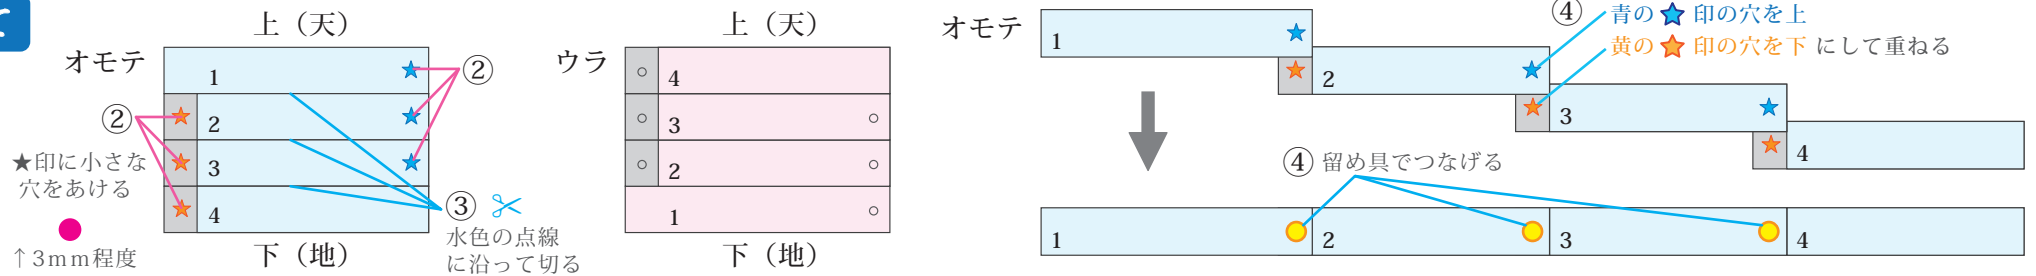 上（天）
オモテ
1
2
3
4
②
②
★印に小さな
穴をあける
↑3mm程度
下（地）
③
水色の点線
に沿って切る
上（天）
ウラ
4
3
2
1
下（地）
オモテ
1
2
3
4
④
青の★印の穴を上
黄の★印の穴を下にして重ねる
④留め具でつなげる
1
2
3
4